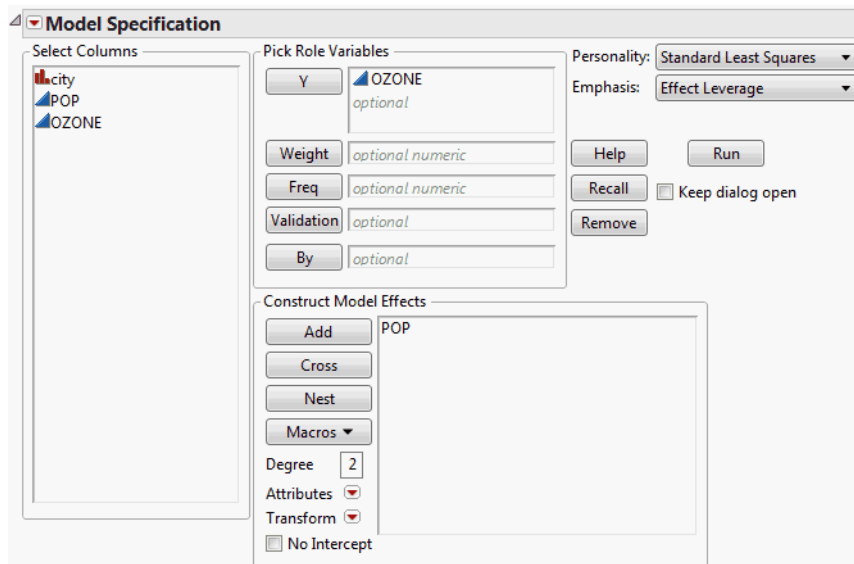 Model Specification
Select Columns
city
POP
OZONE
Pick Role Variables
Y
OZONE
optional
Weight
optional numeric
Freq
optional numeric
Validation
optional
By
optional
Personality:
Standard Least Squares
Emphasis:
Effect Leverage
Help
Run
Recall
Keep dialog open
Remove
Construct Model Effects
Add
POP
Cross
Nest
Macros
Degree 2
Attributes
Transform
No Intercept